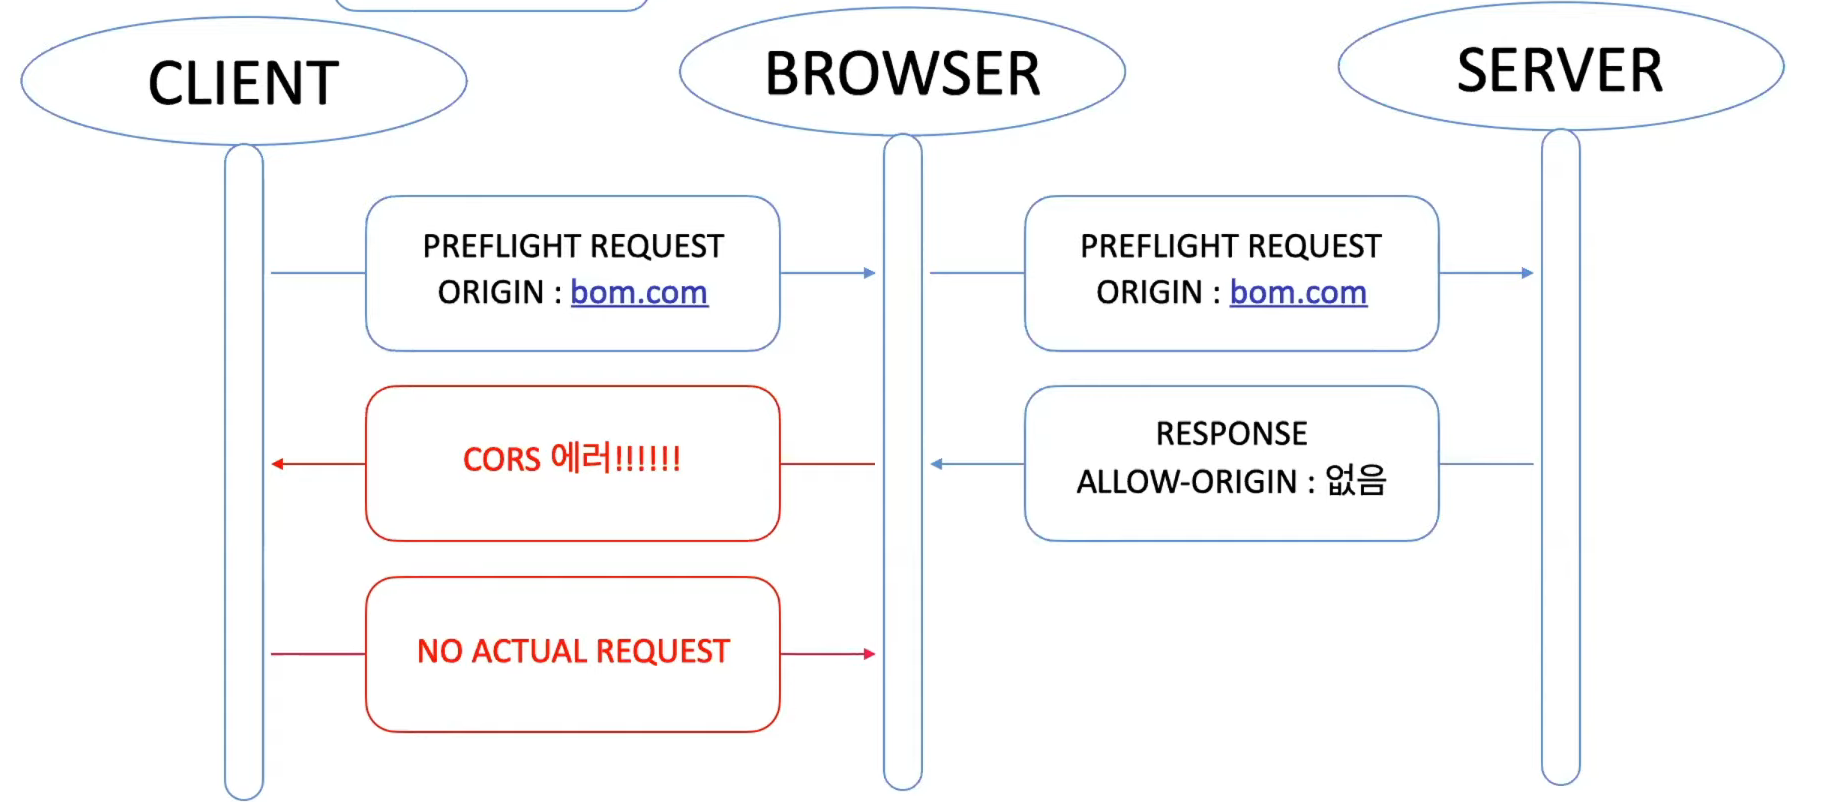 CLIENT
BROWSER
SERVER
PREFLIGHT REQUEST
ORIGIN : bom.com
PREFLIGHT REQUEST
ORIGIN : bom.com
CORS 에러!!!!!!
RESPONSE
ALLOW-ORIGIN : 없음
NO ACTUAL REQUEST